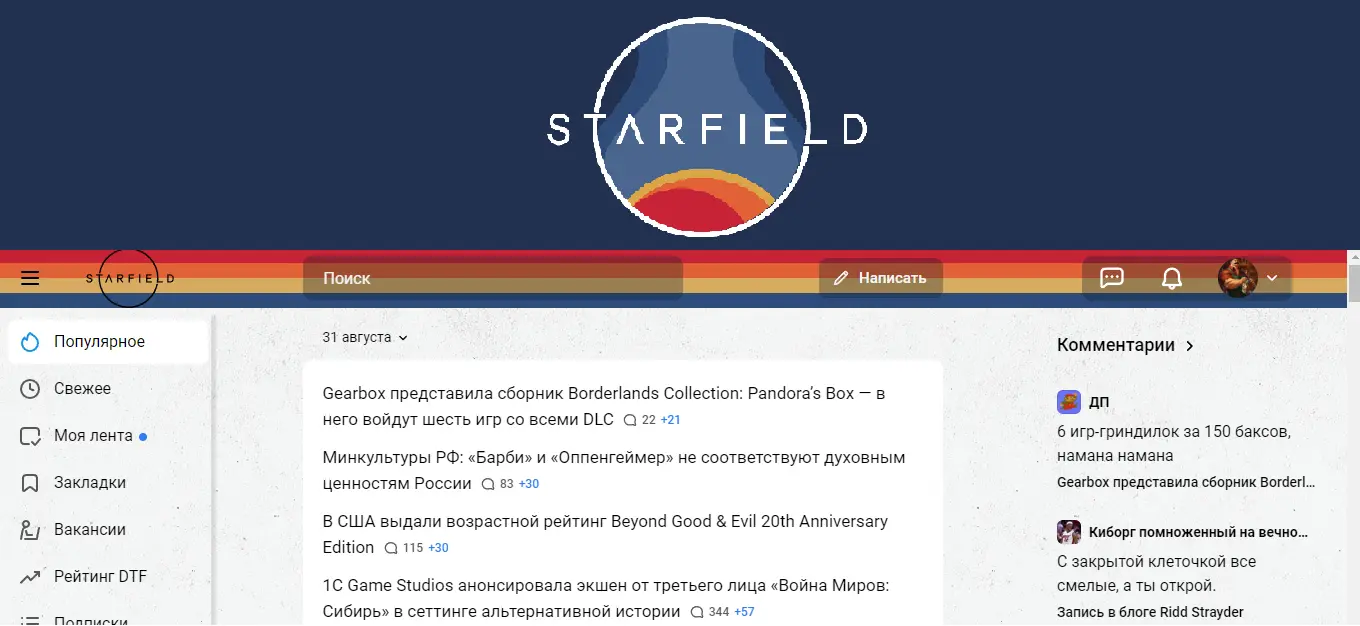 STARFIELD
STARFIELD
Поиск
Написать
Популярное
Свежее
Моя лента
Закладки
Вакансии
Рейтинг DTF
Подписки
31 августа
Gearbox представила сборник Borderlands Collection: Pandora’s Box — в
него войдут шесть игр со всеми DLC 22 +21
Минкультуры РФ: «Барби» и «Оппенгеймер» не соответствуют духовным
ценностям России 83 +30
В США выдали возрастной рейтинг Beyond Good & Evil 20th Anniversary
Edition 115 +30
1C Game Studios анонсировала экшен от третьего лица «Война Миров:
Сибирь» в сеттинге альтернативной истории 344 +57
Комментарии
ДП
6 игр-гриндилок за 150 баксов,
намана намана
Gearbox представила сборник Borderl...
Киборг помноженный на вечно...
С закрытой клеточкой все
смелые, а ты открой.
Запись в блоге Ridd Strayder